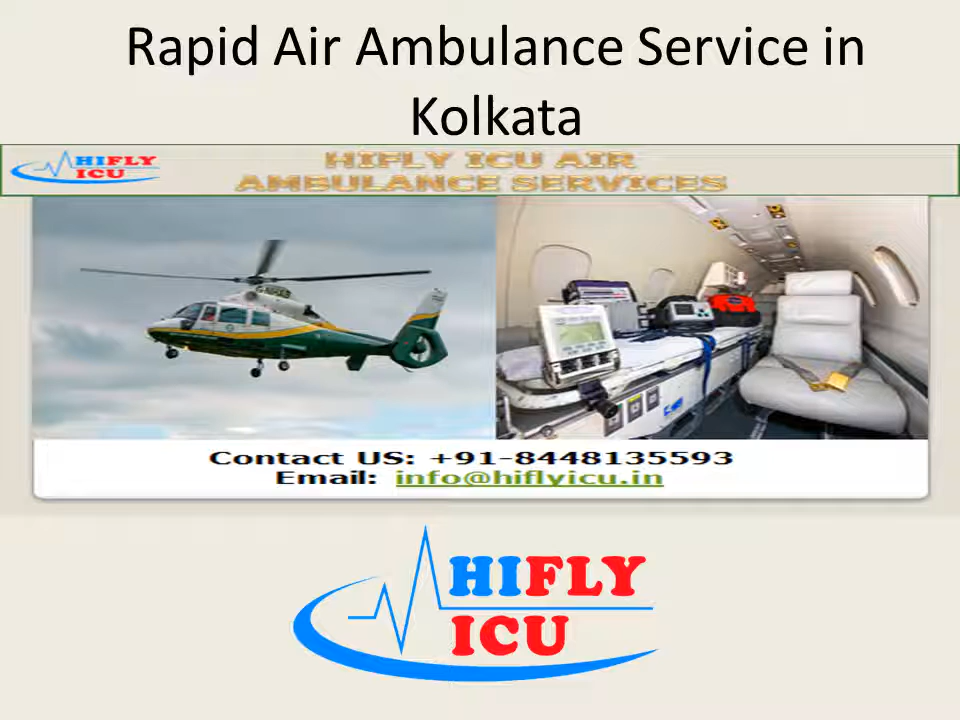 Rapid Air Ambulance Service in
Kolkata
HIFLY
ICU
HIFLY ICU AIR
AMBULANCE SERVICES
Contact US: +91-8448135593
Email: info@hiflyicu.in
HIFLY
ICU